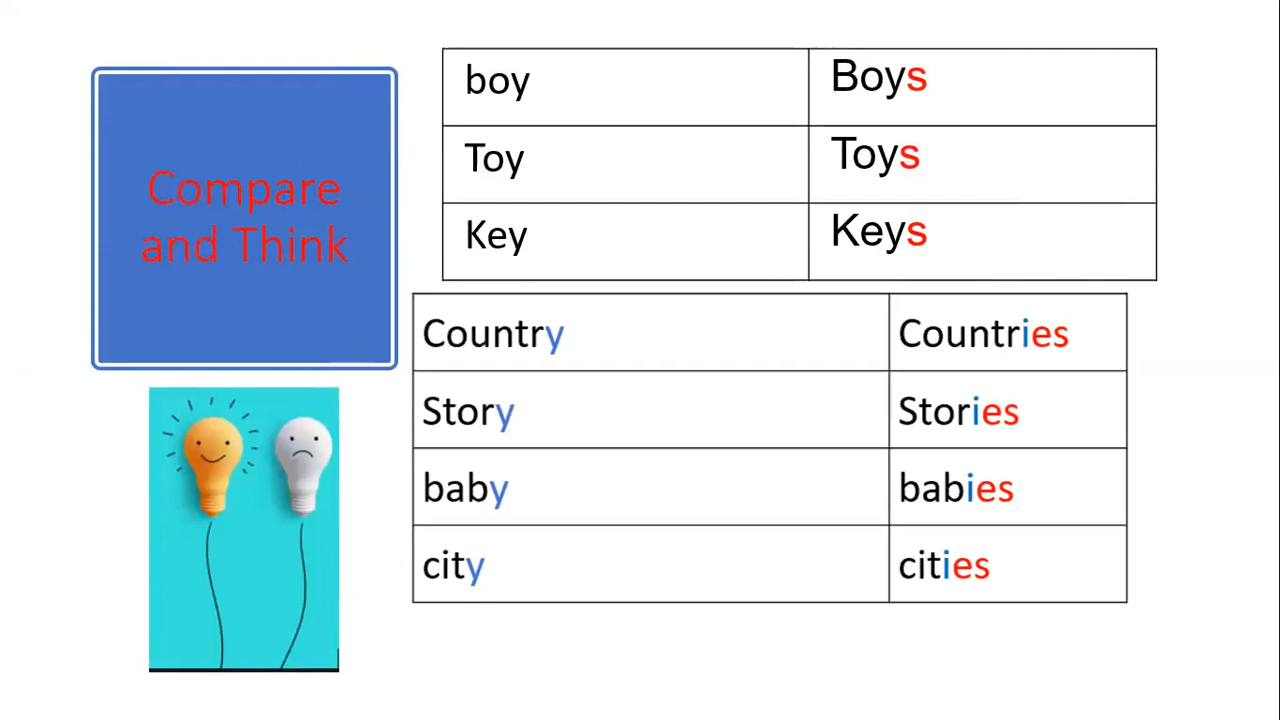 Compare
and Think
boy Boys
Toy Toys
Key Keys
Country Countries
Story Stories
baby babies
city cities